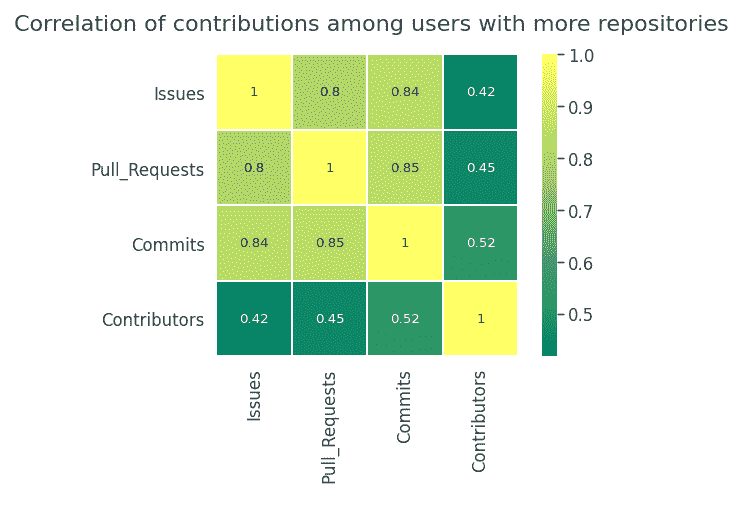 Correlation of contributions among users with more repositories
Issues 1 0.8 0.84 0.42
Pull_Requests 0.8 1 0.85 0.45
Commits 0.84 0.85 1 0.52
Contributors 0.42 0.45 0.52 1
Issues Pull_Requests Commits Contributors
1.0
0.9
0.8
0.7
0.6
0.5